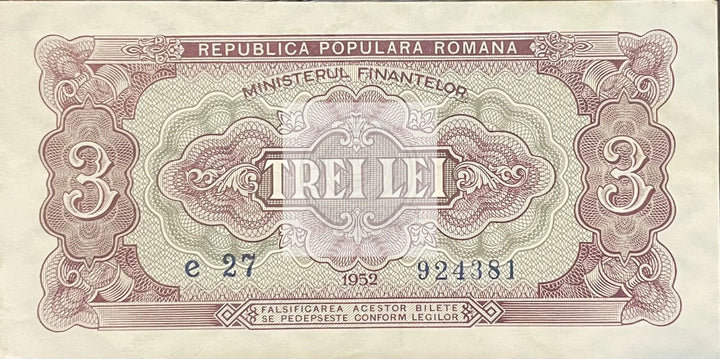 REPUBLICA POPULARA ROMANA
MINISTERUL FINANTELOR
3 TREI LEI 3
e 27 1952 924381
FALSIFICAREA ACESTOR BILETE
SE PEDEPSESTE CONFORM LEGILOR